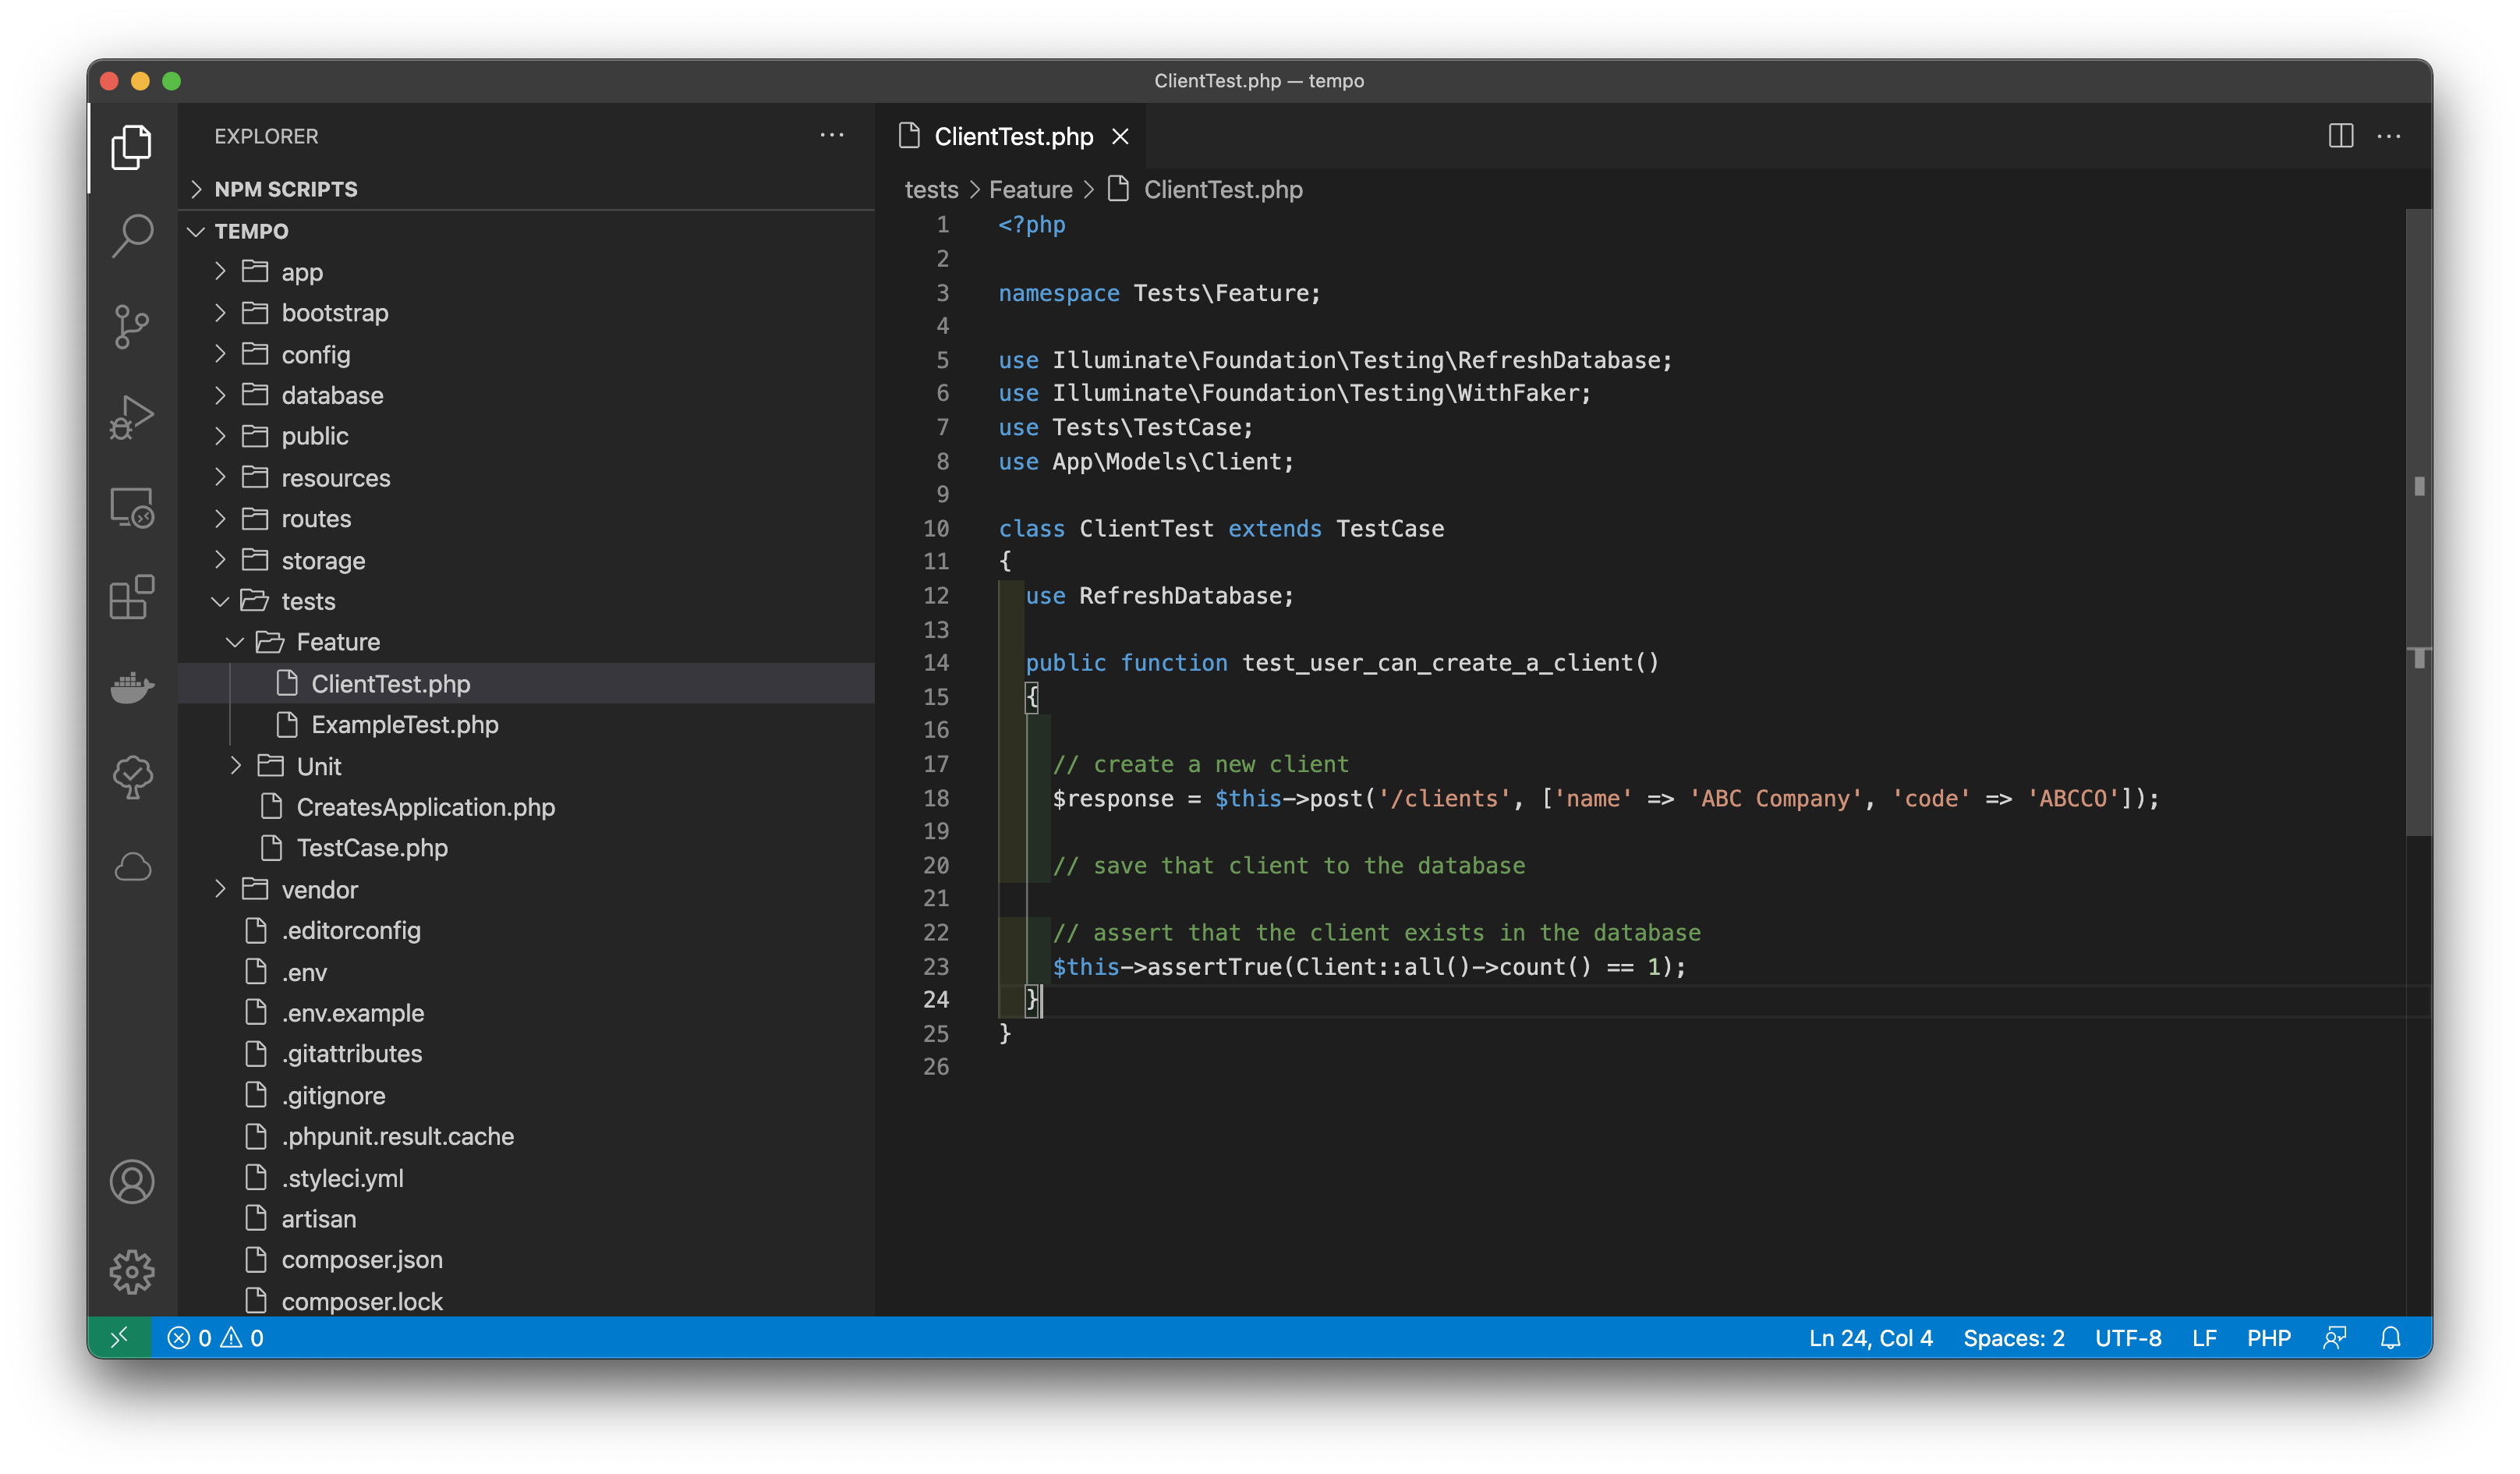 ClientTest.php — tempo
EXPLORER
NPM SCRIPTS
TEMPO
app
bootstrap
config
database
public
resources
routes
storage
tests
Feature
ClientTest.php
ExampleTest.php
Unit
CreatesApplication.php
TestCase.php
vendor
.editorconfig
.env
.env.example
.gitattributes
.gitignore
.phpunit.result.cache
.styleci.yml
artisan
composer.json
composer.lock
ClientTest.php
tests > Feature > ClientTest.php
1 <?php
2
3 namespace Tests\Feature;
4
5 use Illuminate\Foundation\Testing\RefreshDatabase;
6 use Illuminate\Foundation\Testing\WithFaker;
7 use Tests\TestCase;
8 use App\Models\Client;
9
10 class ClientTest extends TestCase
11 {
12   use RefreshDatabase;
13
14   public function test_user_can_create_a_client()
15   {
16
17     // create a new client
18     $response = $this->post('/clients', ['name' => 'ABC Company', 'code' => 'ABCCO']);
19
20     // save that client to the database
21
22     // assert that the client exists in the database
23     $this->assertTrue(Client::all()->count() == 1);
24   }
25 }
26
0 0
Ln 24, Col 4 Spaces: 2 UTF-8 LF PHP